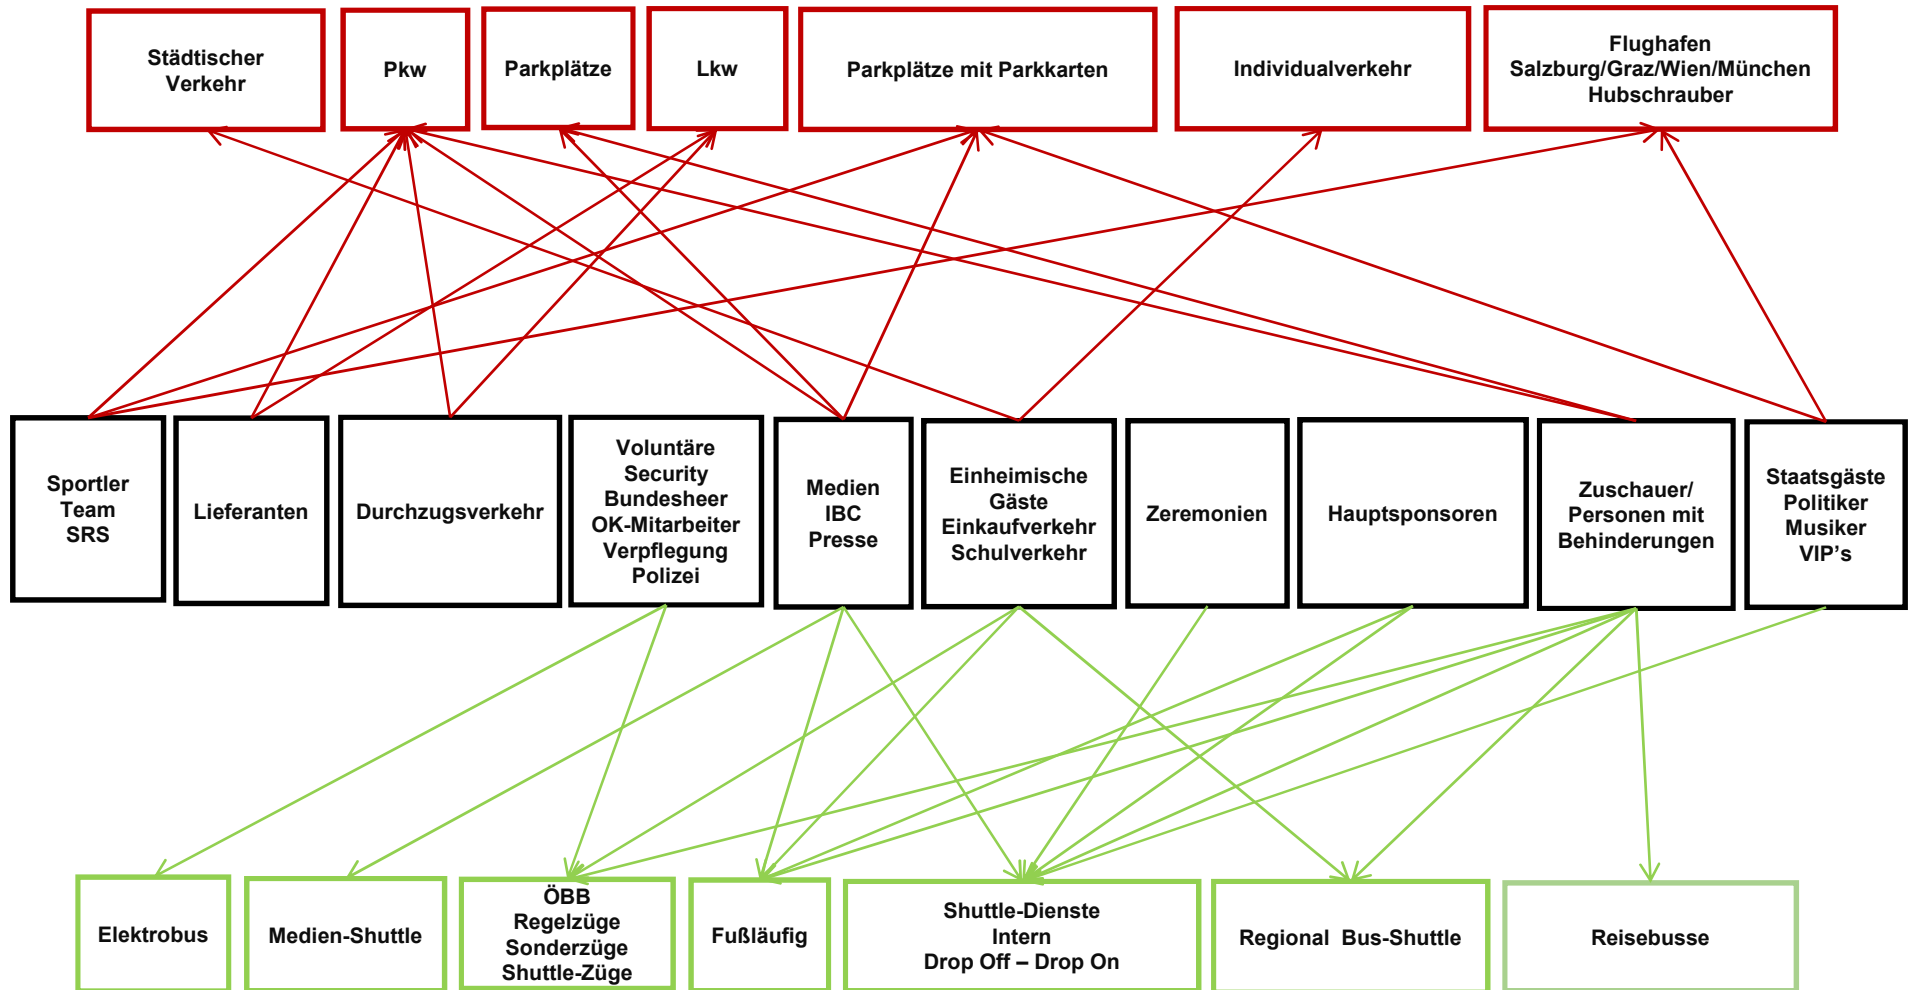 Städtischer
Verkehr
Pkw
Parkplätze
Lkw
Parkplätze mit Parkkarten
Individualverkehr
Flughafen
Salzburg/Graz/Wien/München
Hubschrauber
Sportler
Team
SRS
Lieferanten
Durchzugsverkehr
Voluntäre
Security
Bundesheer
OK-Mitarbeiter
Verpflegung
Polizei
Medien
IBC
Presse
Einheimische
Gäste
Einkaufverkehr
Schulverkehr
Zeremonien
Hauptsponsoren
Zuschauer/
Personen mit
Behinderungen
Staatsgäste
Politiker
Musiker
VIP's
Elektrobus
Medien-Shuttle
ÖBB
Regelzüge
Sonderzüge
Shuttle-Züge
Fußläufig
Shuttle-Dienste
Intern
Drop Off – Drop On
Regional Bus-Shuttle
Reisebusse